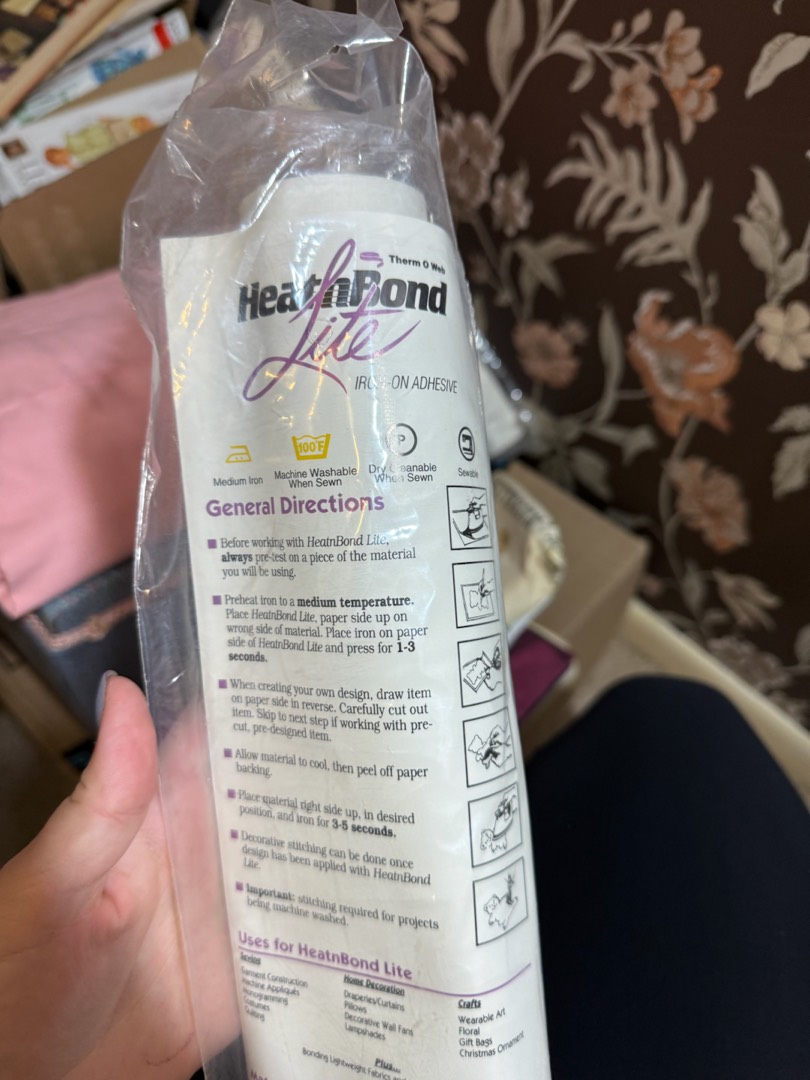 Therm O Web
HeatnBond
Lite
IRON-ON ADHESIVE
100°F
P
Medium Iron
Machine Washable
When Sewn
Dry Cleanable
When Sewn
Sewable
General Directions
■ Before working with HeatnBond Lite,
always pre-test on a piece of the material
you will be using.
■ Preheat iron to a medium temperature.
Place HeatnBond Lite, paper side up on
wrong side of material. Place iron on paper
side of HeatnBond Lite and press for 1-3
seconds.
■ When creating your own design, draw item
on paper side in reverse. Carefully cut out
item. Skip to next step if working with pre-
cut, pre-designed item.
■ Allow material to cool, then peel off paper
backing.
■ Place material right side up, in desired
position, and iron for 3-5 seconds.
■ Decorative stitching can be done once
design has been applied with HeatnBond
Lite.
■ Important: stitching required for projects
being machine washed.
Uses for HeatnBond Lite
Garment Construction
Machine Appliqués
Monogramming
Costumes
Quilting
Home Decoration
Draperies/Curtains
Pillows
Decorative Wall Fans
Lampshades
Crafts
Wearable Art
Floral
Gift Bags
Christmas Ornament
Plus...
Bonding Lightweight Fabrics and